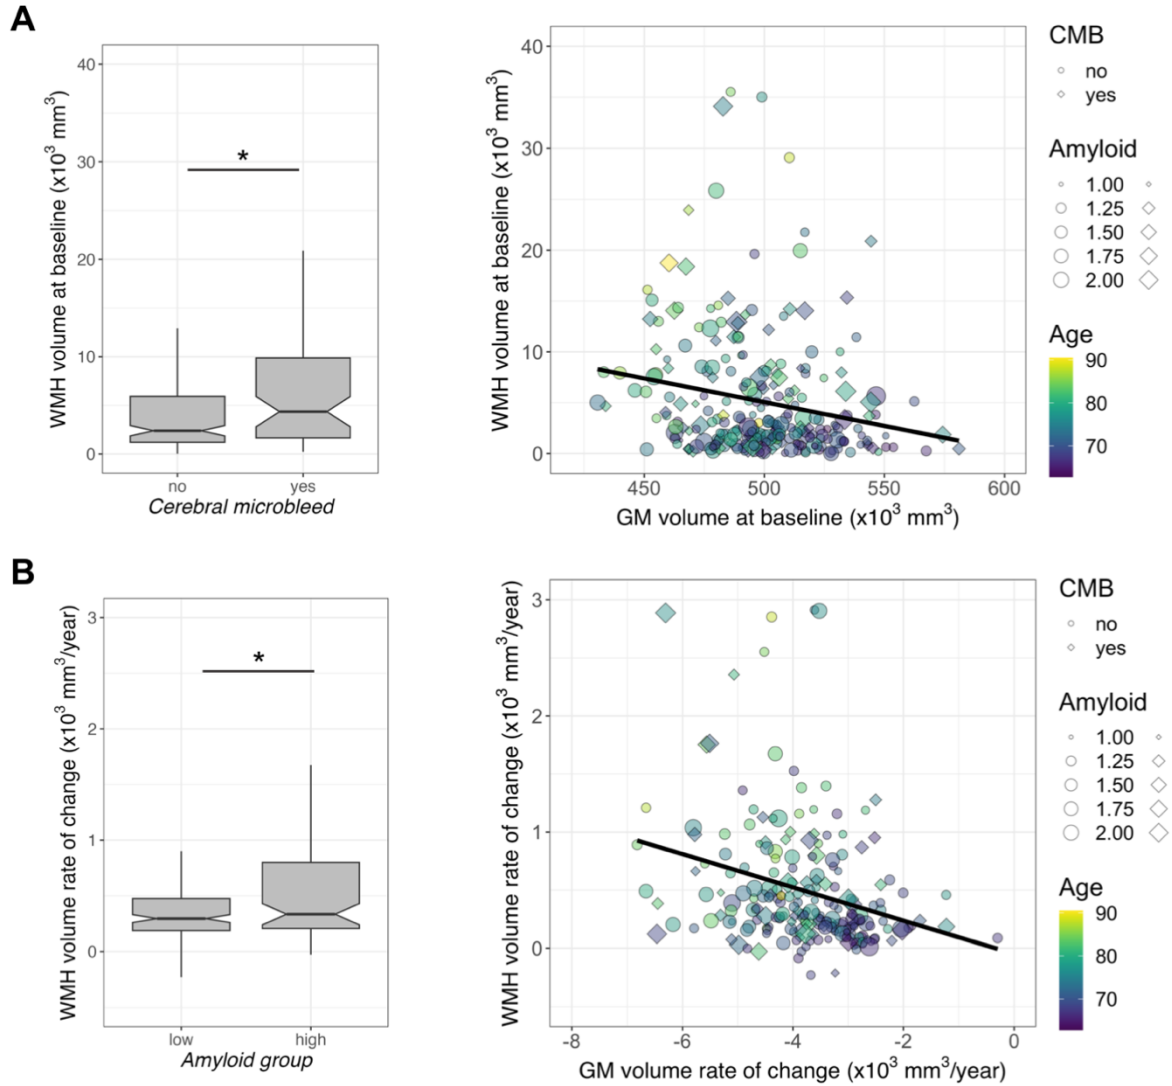 A
WMH volume at baseline (x10³ mm³)
40
30
20
10
0
*
no
yes
Cerebral microbleed
WMH volume at baseline (x10³ mm³)
40
30
20
10
0
450
500
550
600
GM volume at baseline (x10³ mm³)
CMB
no
yes
Amyloid
1.00
1.25
1.50
1.75
2.00
Age
90
80
70
B
WMH volume rate of change (x10³ mm³/year)
3
2
1
0
*
low
high
Amyloid group
WMH volume rate of change (x10³ mm³/year)
3
2
1
0
-8
-6
-4
-2
0
GM volume rate of change (x10³ mm³/year)
CMB
no
yes
Amyloid
1.00
1.25
1.50
1.75
2.00
Age
90
80
70